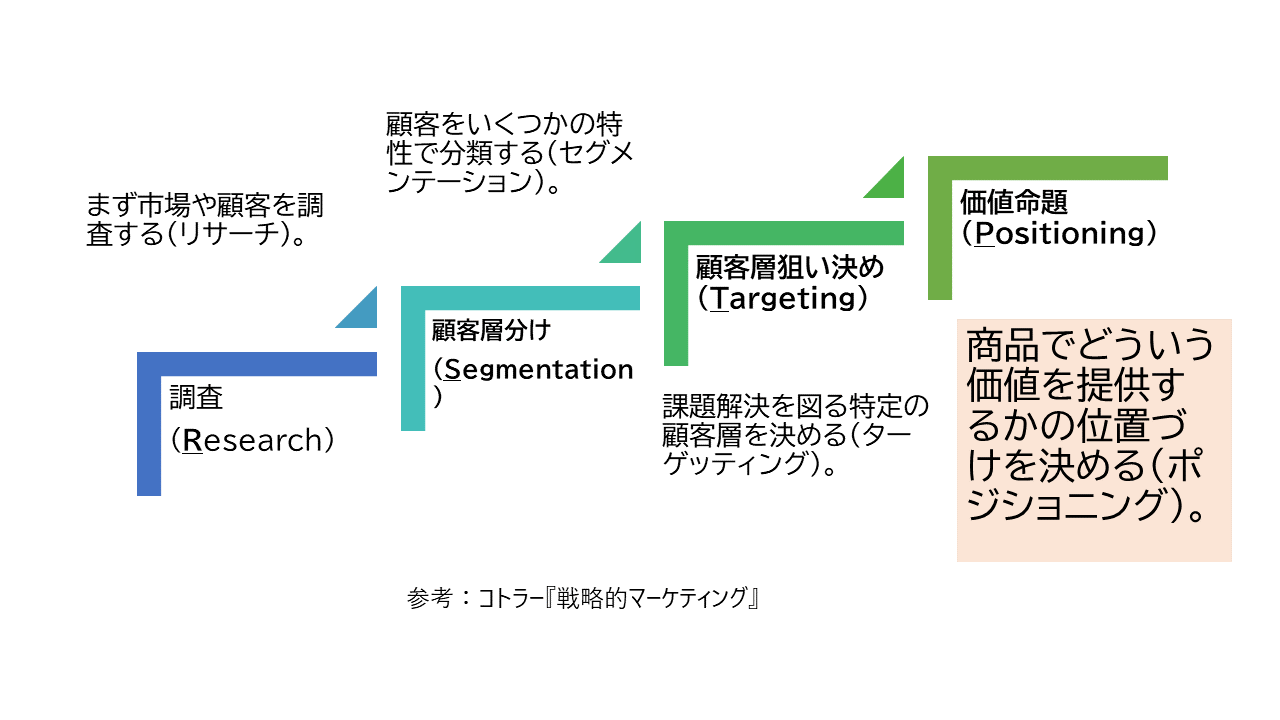 まず市場や顧客を調
査する（リサーチ）。
調査
（Research）
顧客をいくつかの特
性で分類する（セグメ
ンテーション）。
顧客層分け
（Segmentation
）
顧客層狙い決め
（Targeting）
課題解決を図る特定の
顧客層を決める（ター
ゲッティング）。
価値命題
（Positioning）
商品でどういう
価値を提供す
るかの位置づ
けを決める（ポ
ジショニング）。
参考：コトラー『戦略的マーケティング』